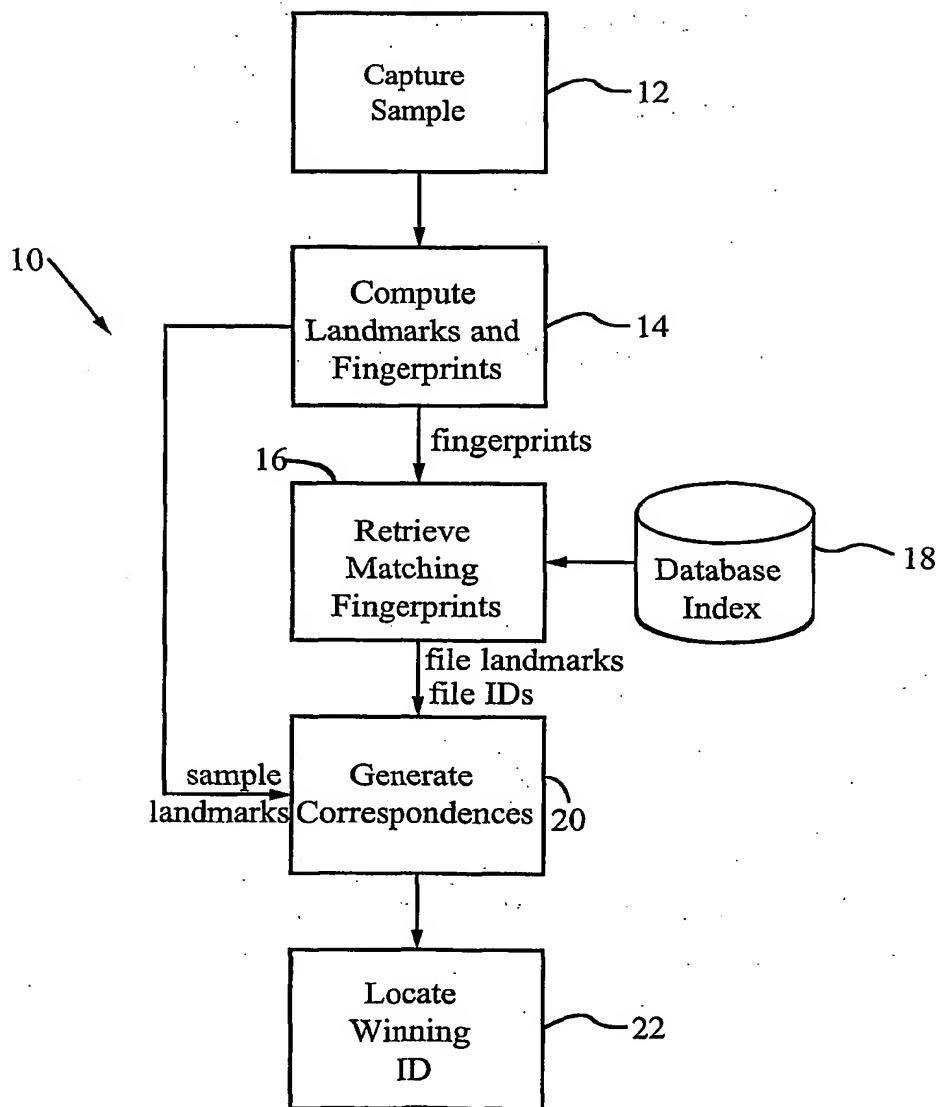 Capture
Sample
12
10
Compute
Landmarks and
Fingerprints
14
fingerprints
16
Retrieve
Matching
Fingerprints
Database
Index
18
file landmarks
file IDs
sample
landmarks
Generate
Correspondences
20
Locate
Winning
ID
22